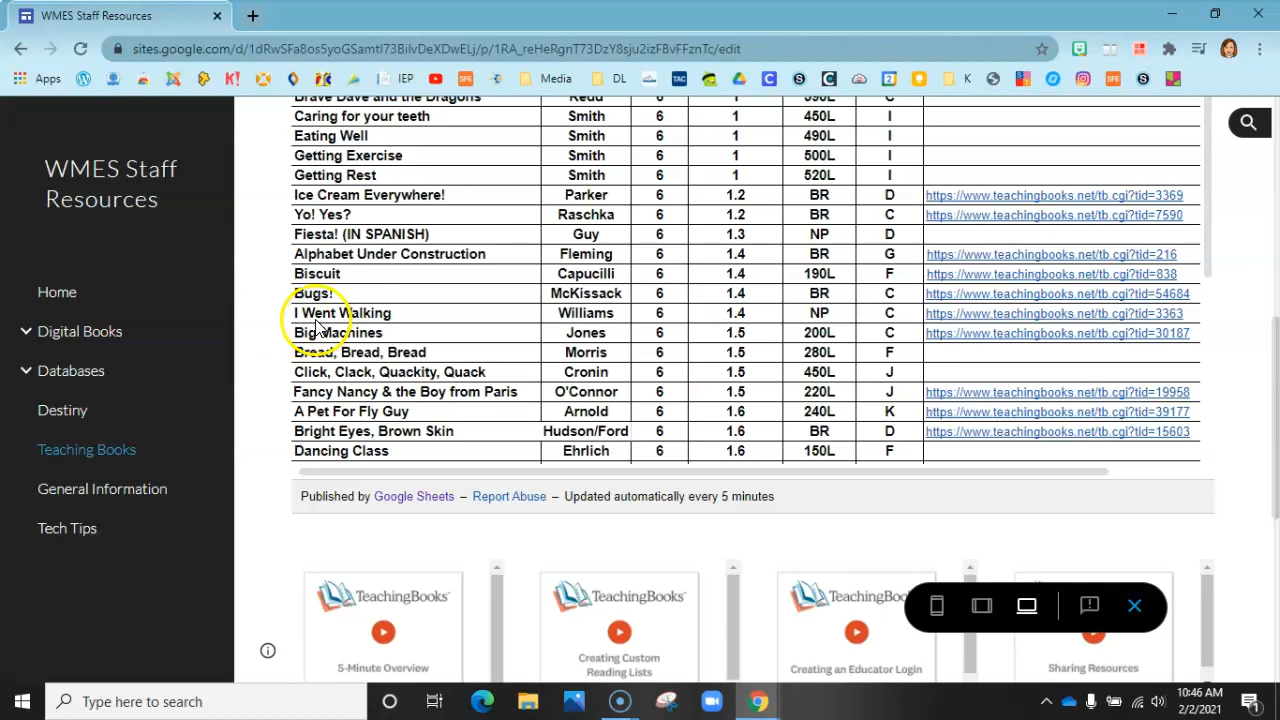 WMES Staff Resources
sites.google.com/d/1dRwSFa8os5yoGSamtI73BilvDeXDwELj/p/1RA_reHeRgnT73DzY8sju2izF8vFFznTc/edit
Apps K! IEP SFE Media DL TAC K SFE
WMES Staff
Resources
Home
Digital Books
Databases
Destiny
Teaching Books
General Information
Tech Tips
Brave Dave and the Dragons Redd 6 1 590L C
Caring for your teeth Smith 6 1 450L I
Eating Well Smith 6 1 490L I
Getting Exercise Smith 6 1 500L I
Getting Rest Smith 6 1 520L I
Ice Cream Everywhere! Parker 6 1.2 BR D https://www.teachingbooks.net/tb.cgi?tid=3369
Yo! Yes? Raschka 6 1.2 BR C https://www.teachingbooks.net/tb.cgi?tid=7590
Fiesta! (IN SPANISH) Guy 6 1.3 NP D
Alphabet Under Construction Fleming 6 1.4 BR G https://www.teachingbooks.net/tb.cgi?tid=216
Biscuit Capucilli 6 1.4 190L F https://www.teachingbooks.net/tb.cgi?tid=838
Bugs! McKissack 6 1.4 BR C https://www.teachingbooks.net/tb.cgi?tid=54684
I Went Walking Williams 6 1.4 NP C https://www.teachingbooks.net/tb.cgi?tid=3363
Big Machines Jones 6 1.5 200L C https://www.teachingbooks.net/tb.cgi?tid=30187
Bread, Bread, Bread Morris 6 1.5 280L F
Click, Clack, Quackity, Quack Cronin 6 1.5 450L J
Fancy Nancy & the Boy from Paris O'Connor 6 1.5 220L J https://www.teachingbooks.net/tb.cgi?tid=19958
A Pet For Fly Guy Arnold 6 1.6 240L K https://www.teachingbooks.net/tb.cgi?tid=39177
Bright Eyes, Brown Skin Hudson/Ford 6 1.6 BR D https://www.teachingbooks.net/tb.cgi?tid=15603
Dancing Class Ehrlich 6 1.6 150L F
Published by Google Sheets – Report Abuse – Updated automatically every 5 minutes
TeachingBooks
5-Minute Overview
TeachingBooks
Creating Custom
Reading Lists
TeachingBooks
Creating an Educator Login
Sharing Resources
Type here to search
10:46 AM
2/2/2021